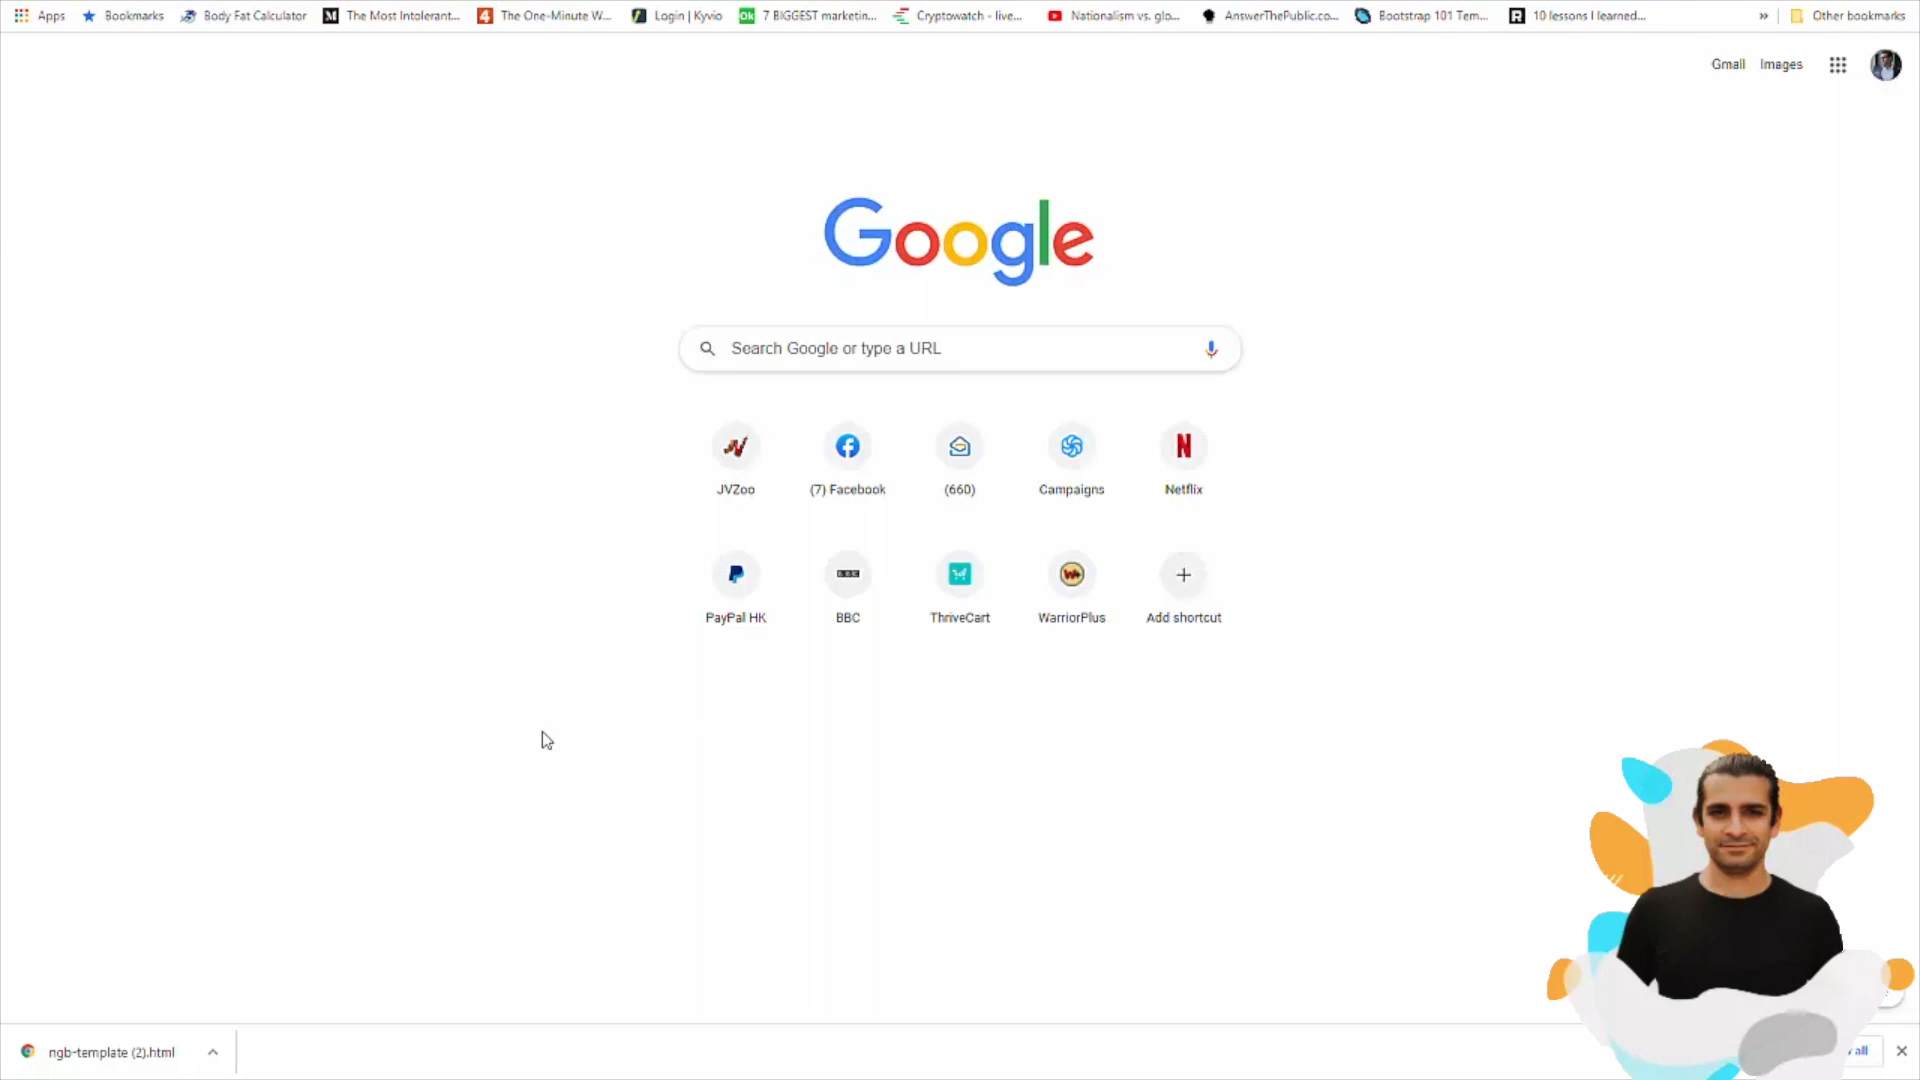 Apps Bookmarks Body Fat Calculator The Most Intolerant... The One-Minute W... Login | Kyvio 7 BIGGEST marketin... Cryptowatch - live... Nationalism vs. glo... AnswerThePublic.co... Bootstrap 101 Tem... 10 lessons I learned... » Other bookmarks
Gmail Images
Google
Search Google or type a URL
JVZoo (7) Facebook (660) Campaigns Netflix
PayPal HK BBC ThriveCart WarriorPlus Add shortcut
ngb-template (2).html all